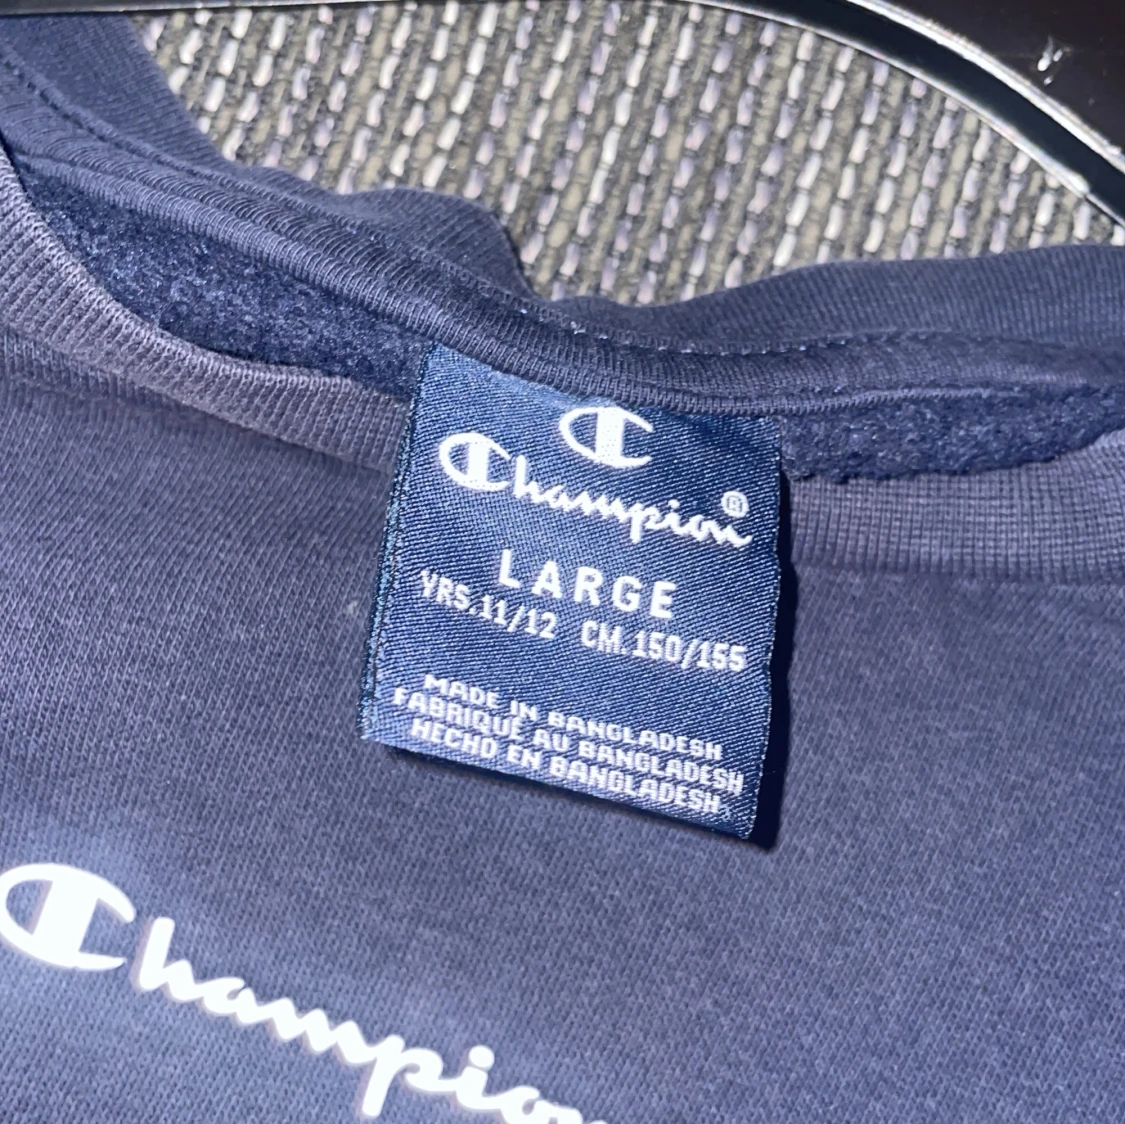 Champion®
LARGE
YRS.11/12 CM.150/155
MADE IN BANGLADESH
FABRIQUÉ AU BANGLADESH
HECHO EN BANGLADESH
Champion